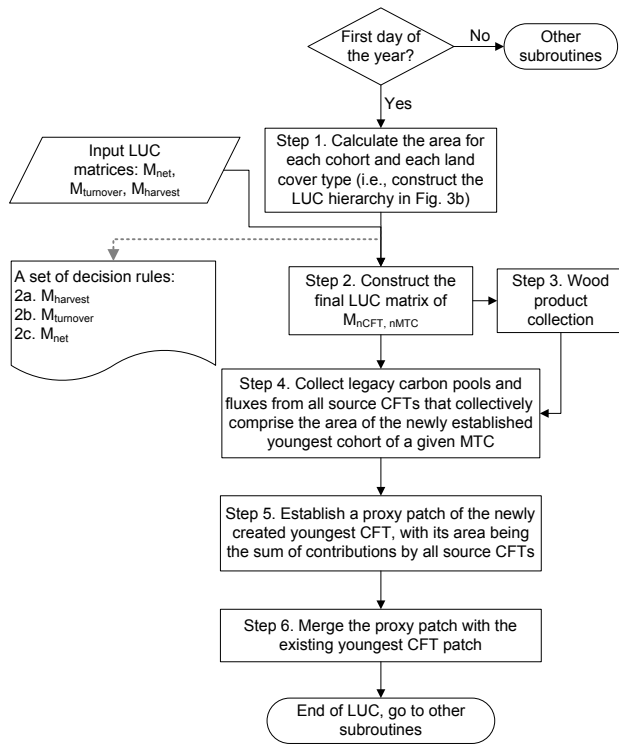 First day of
the year?
No
Other
subroutines
Yes
Step 1. Calculate the area for
each cohort and each land
cover type (i.e., construct the
LUC hierarchy in Fig. 3b)
Input LUC
matrices: Mnet,
Mturnover, Mharvest
A set of decision rules:
2a. Mharvest
2b. Mturnover
2c. Mnet
Step 2. Construct the
final LUC matrix of
MnCFT, nMTC
Step 3. Wood
product
collection
Step 4. Collect legacy carbon pools and
fluxes from all source CFTs that collectively
comprise the area of the newly established
youngest cohort of a given MTC
Step 5. Establish a proxy patch of the newly
created youngest CFT, with its area being
the sum of contributions by all source CFTs
Step 6. Merge the proxy patch with the
existing youngest CFT patch
End of LUC, go to other
subroutines